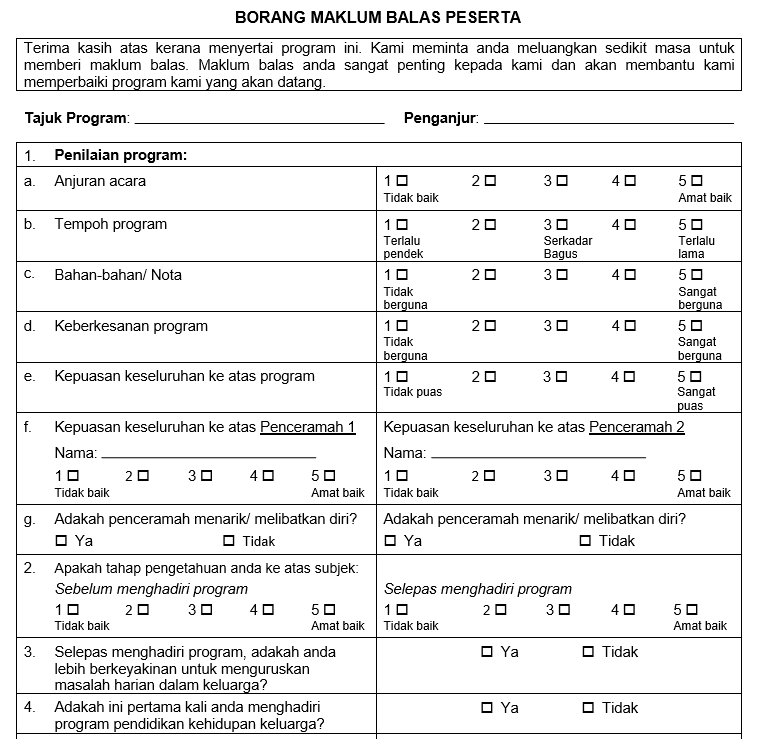 BORANG MAKLUM BALAS PESERTA
Terima kasih atas kerana menyertai program ini. Kami meminta anda meluangkan sedikit masa untuk
memberi maklum balas. Maklum balas anda sangat penting kepada kami dan akan membantu kami
memperbaiki program kami yang akan datang.
Tajuk Program: ______________________________ Penganjur: ______________________________
1. Penilaian program:
a. Anjuran acara 1 ☐ 2 ☐ 3 ☐ 4 ☐ 5 ☐
Tidak baik Amat baik
b. Tempoh program 1 ☐ 2 ☐ 3 ☐ 4 ☐ 5 ☐
Terlalu Serkadar Terlalu
pendek Bagus lama
c. Bahan-bahan/ Nota 1 ☐ 2 ☐ 3 ☐ 4 ☐ 5 ☐
Tidak Sangat
berguna berguna
d. Keberkesanan program 1 ☐ 2 ☐ 3 ☐ 4 ☐ 5 ☐
Tidak Sangat
berguna berguna
e. Kepuasan keseluruhan ke atas program 1 ☐ 2 ☐ 3 ☐ 4 ☐ 5 ☐
Tidak puas Sangat
puas
f. Kepuasan keseluruhan ke atas Penceramah 1 Kepuasan keseluruhan ke atas Penceramah 2
Nama: __________________________ Nama: __________________________
1 ☐ 2 ☐ 3 ☐ 4 ☐ 5 ☐ 1 ☐ 2 ☐ 3 ☐ 4 ☐ 5 ☐
Tidak baik Amat baik Tidak baik Amat baik
g. Adakah penceramah menarik/ melibatkan diri? Adakah penceramah menarik/ melibatkan diri?
☐ Ya ☐ Tidak ☐ Ya ☐ Tidak
2. Apakah tahap pengetahuan anda ke atas subjek:
Sebelum menghadiri program Selepas menghadiri program
1 ☐ 2 ☐ 3 ☐ 4 ☐ 5 ☐ 1 ☐ 2 ☐ 3 ☐ 4 ☐ 5 ☐
Tidak baik Amat baik Tidak baik Amat baik
3. Selepas menghadiri program, adakah anda ☐ Ya ☐ Tidak
lebih berkeyakinan untuk menguruskan
masalah harian dalam keluarga?
4. Adakah ini pertama kali anda menghadiri ☐ Ya ☐ Tidak
program pendidikan kehidupan keluarga?